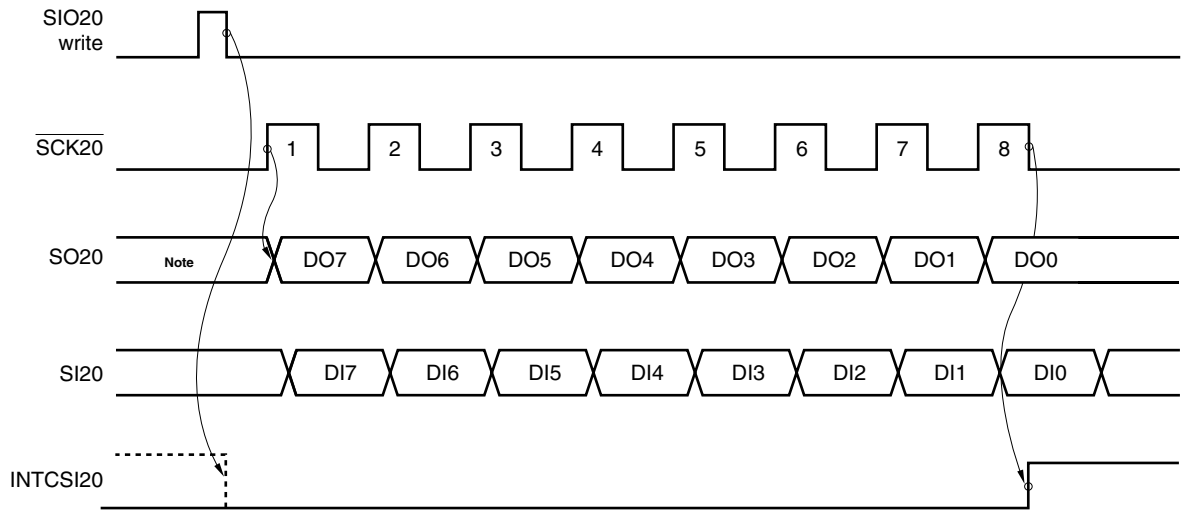 SIO20
write
SCK20
1 2 3 4 5 6 7 8
SO20
Note DO7 DO6 DO5 DO4 DO3 DO2 DO1 DO0
SI20
DI7 DI6 DI5 DI4 DI3 DI2 DI1 DI0
INTCSI20